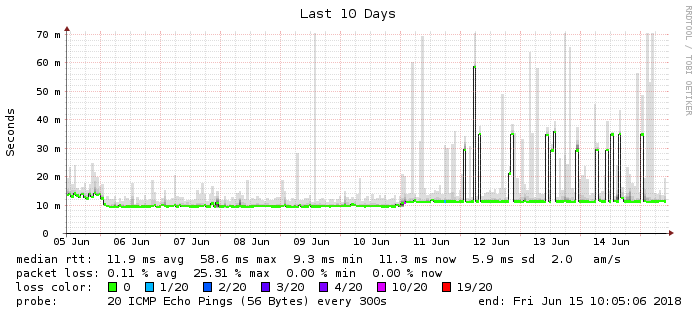 Last 10 Days
RRDTOOL / TOBI OETIKER
Seconds
70 m
60 m
50 m
40 m
30 m
20 m
10 m
0
05 Jun 06 Jun 07 Jun 08 Jun 09 Jun 10 Jun 11 Jun 12 Jun 13 Jun 14 Jun
median rtt: 11.9 ms avg 58.6 ms max 9.3 ms min 11.3 ms now 5.9 ms sd 2.0 am/s
packet loss: 0.11 % avg 25.31 % max 0.00 % min 0.00 % now
loss color: 0 1/20 2/20 3/20 4/20 10/20 19/20
probe: 20 ICMP Echo Pings (56 Bytes) every 300s end: Fri Jun 15 10:05:06 2018